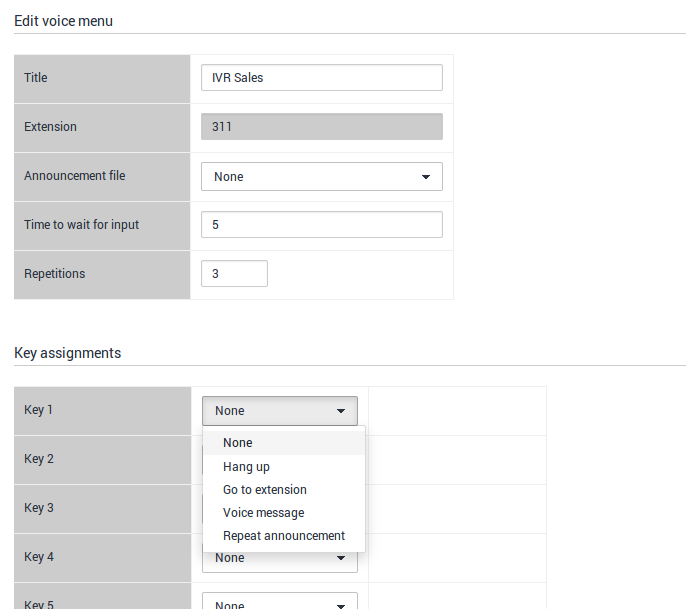 Edit voice menu
Title IVR Sales
Extension 311
Announcement file None
Time to wait for input 5
Repetitions 3
Key assignments
Key 1 None
None
Key 2
Hang up
Go to extension
Key 3
Voice message
Repeat announcement
Key 4 None
Key 5 None